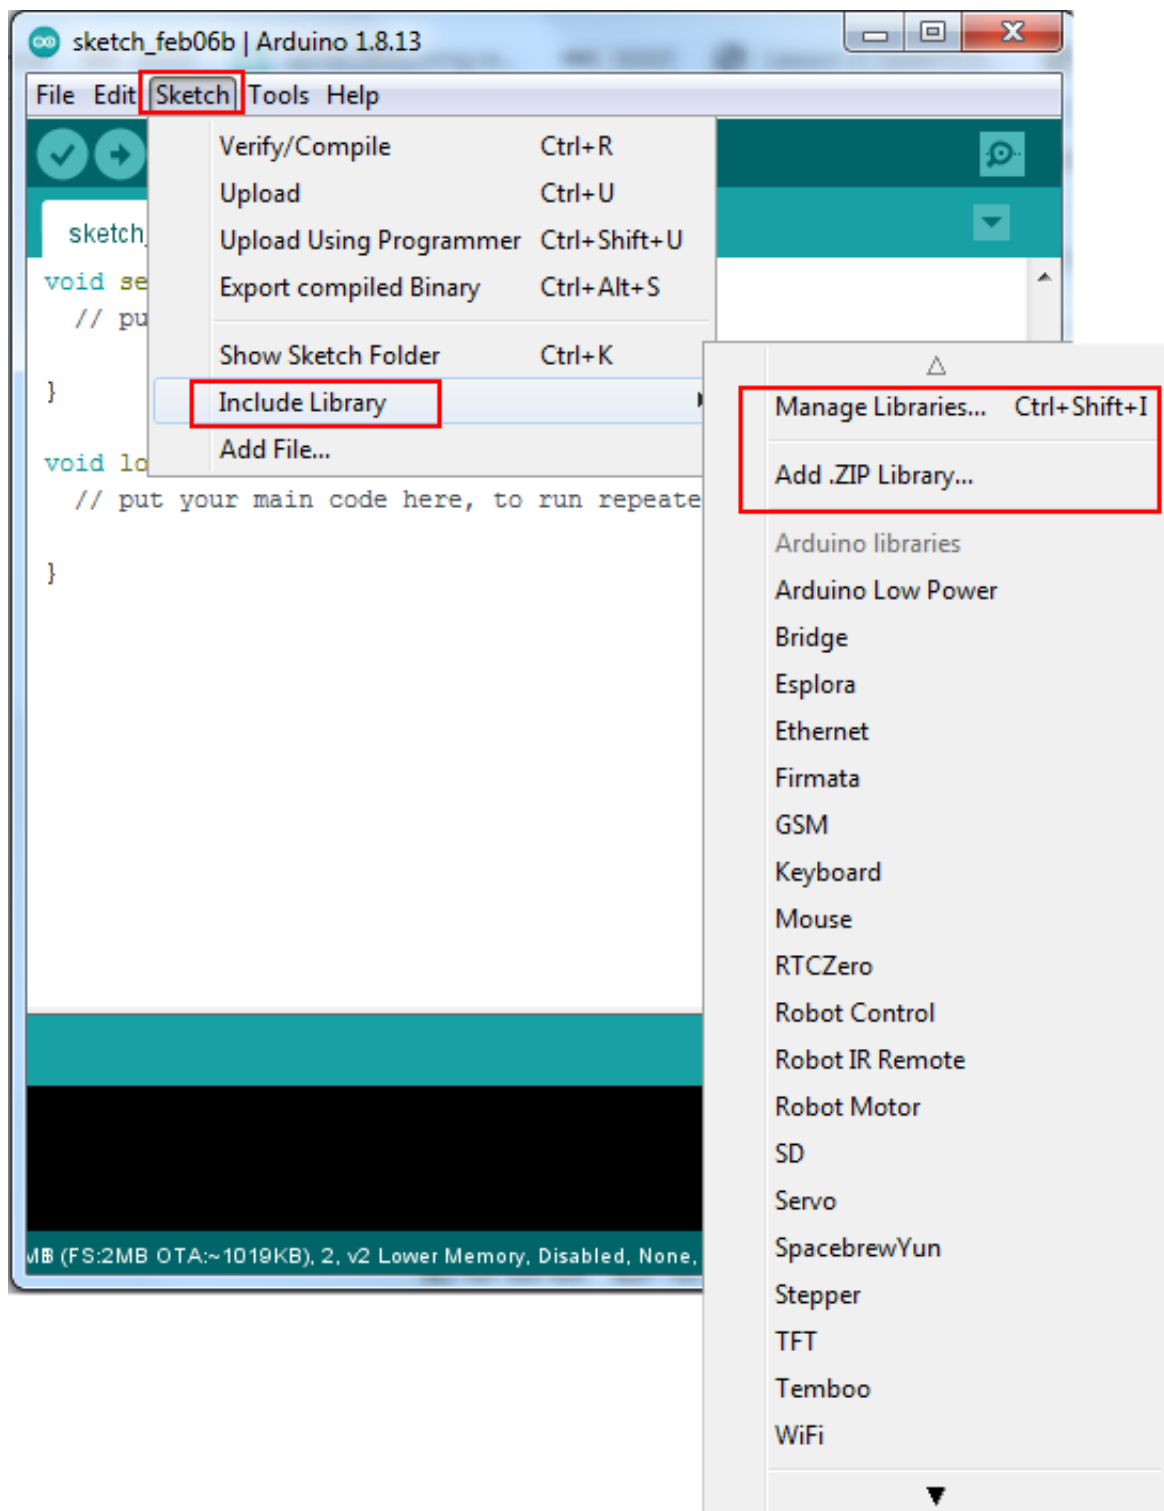 sketch_feb06b | Arduino 1.8.13
File Edit Sketch Tools Help
Verify/Compile Ctrl+R
Upload Ctrl+U
Upload Using Programmer Ctrl+Shift+U
Export compiled Binary Ctrl+Alt+S
Show Sketch Folder Ctrl+K
Include Library
Add File...
sketch_
void se
// pu
}
void lo
// put your main code here, to run repeate
}
Manage Libraries... Ctrl+Shift+I
Add .ZIP Library...
Arduino libraries
Arduino Low Power
Bridge
Esplora
Ethernet
Firmata
GSM
Keyboard
Mouse
RTCZero
Robot Control
Robot IR Remote
Robot Motor
SD
Servo
SpacebrewYun
Stepper
TFT
Temboo
WiFi
(FS:2MB OTA:~1019KB), 2, v2 Lower Memory, Disabled, None,